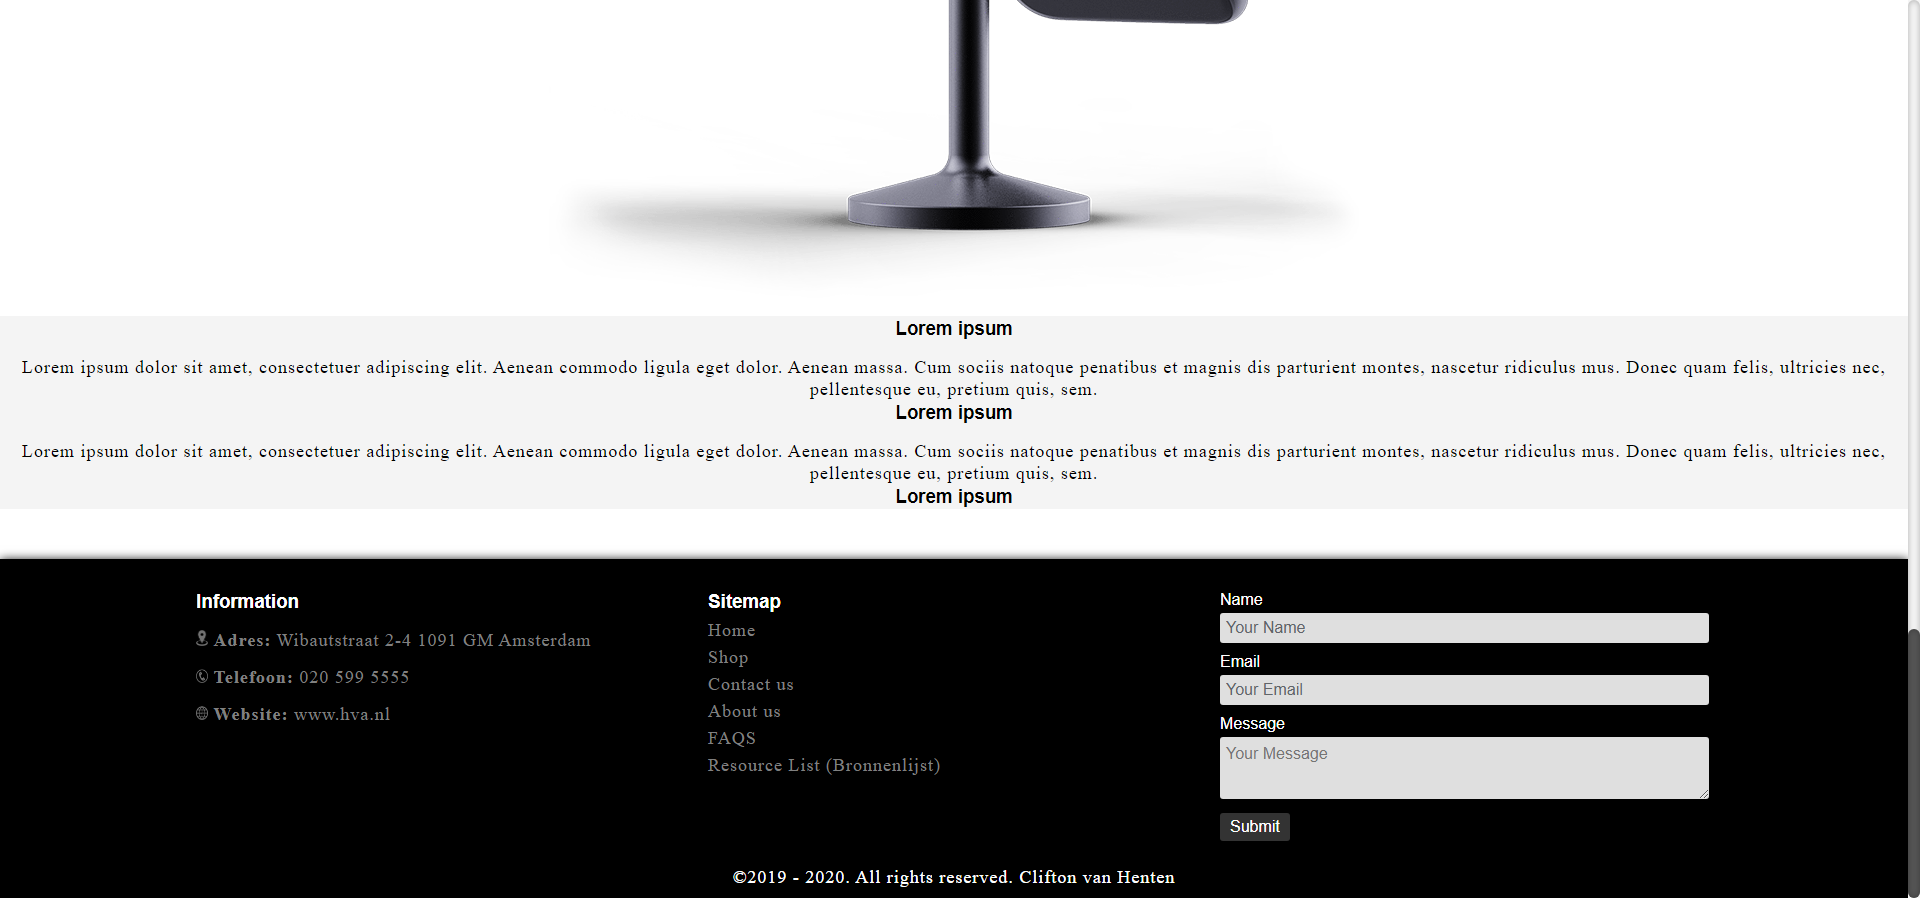 Lorem ipsum
Lorem ipsum dolor sit amet, consectetuer adipiscing elit. Aenean commodo ligula eget dolor. Aenean massa. Cum sociis natoque penatibus et magnis dis parturient montes, nascetur ridiculus mus. Donec quam felis, ultricies nec,
pellentesque eu, pretium quis, sem.
Lorem ipsum
Lorem ipsum dolor sit amet, consectetuer adipiscing elit. Aenean commodo ligula eget dolor. Aenean massa. Cum sociis natoque penatibus et magnis dis parturient montes, nascetur ridiculus mus. Donec quam felis, ultricies nec,
pellentesque eu, pretium quis, sem.
Lorem ipsum
Information
Adres: Wibautstraat 2-4 1091 GM Amsterdam
Telefoon: 020 599 5555
Website: www.hva.nl
Sitemap
Home
Shop
Contact us
About us
FAQS
Resource List (Bronnenlijst)
Name
Your Name
Email
Your Email
Message
Your Message
Submit
©2019 - 2020. All rights reserved. Clifton van Henten